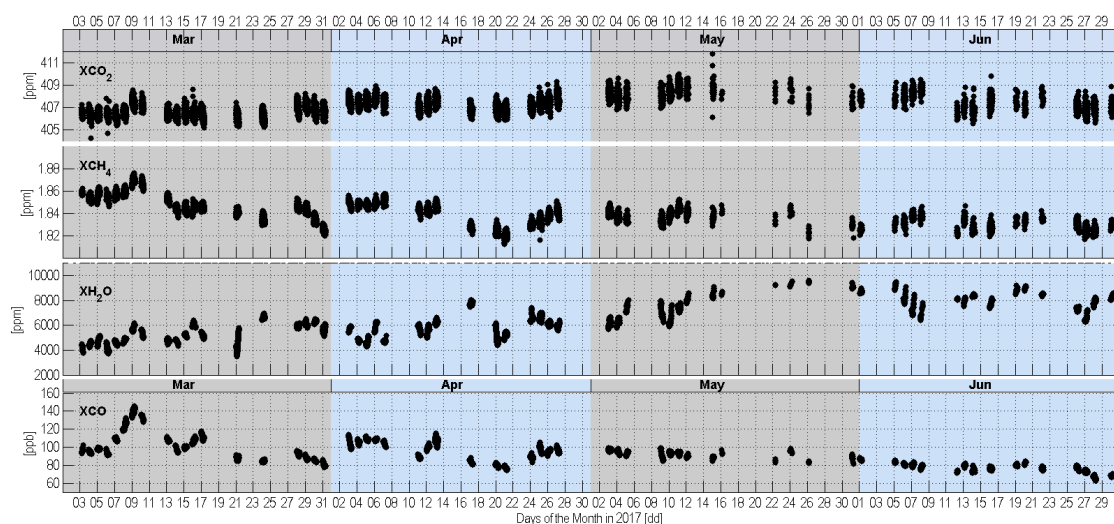 03 05 07 09 11 13 15 17 19 21 23 25 27 29 31 02 04 06 08 10 12 14 16 18 20 22 24 26 28 30 02 04 06 08 10 12 14 16 18 20 22 24 26 28 30 01 03 05 07 09 11 13 15 17 19 21 23 25 27 29
Mar Apr May Jun
XCO2
[ppm]
411
409
407
405
XCH4
[ppm]
1.88
1.86
1.84
1.82
XH2O
[ppm]
10000
8000
6000
4000
2000
Mar Apr May Jun
XCO
[ppb]
160
140
120
100
80
60
03 05 07 09 11 13 15 17 19 21 23 25 27 29 31 02 04 06 08 10 12 14 16 18 20 22 24 26 28 30 02 04 06 08 10 12 14 16 18 20 22 24 26 28 30 01 03 05 07 09 11 13 15 17 19 21 23 25 27 29
Days of the Month in 2017 [dd]